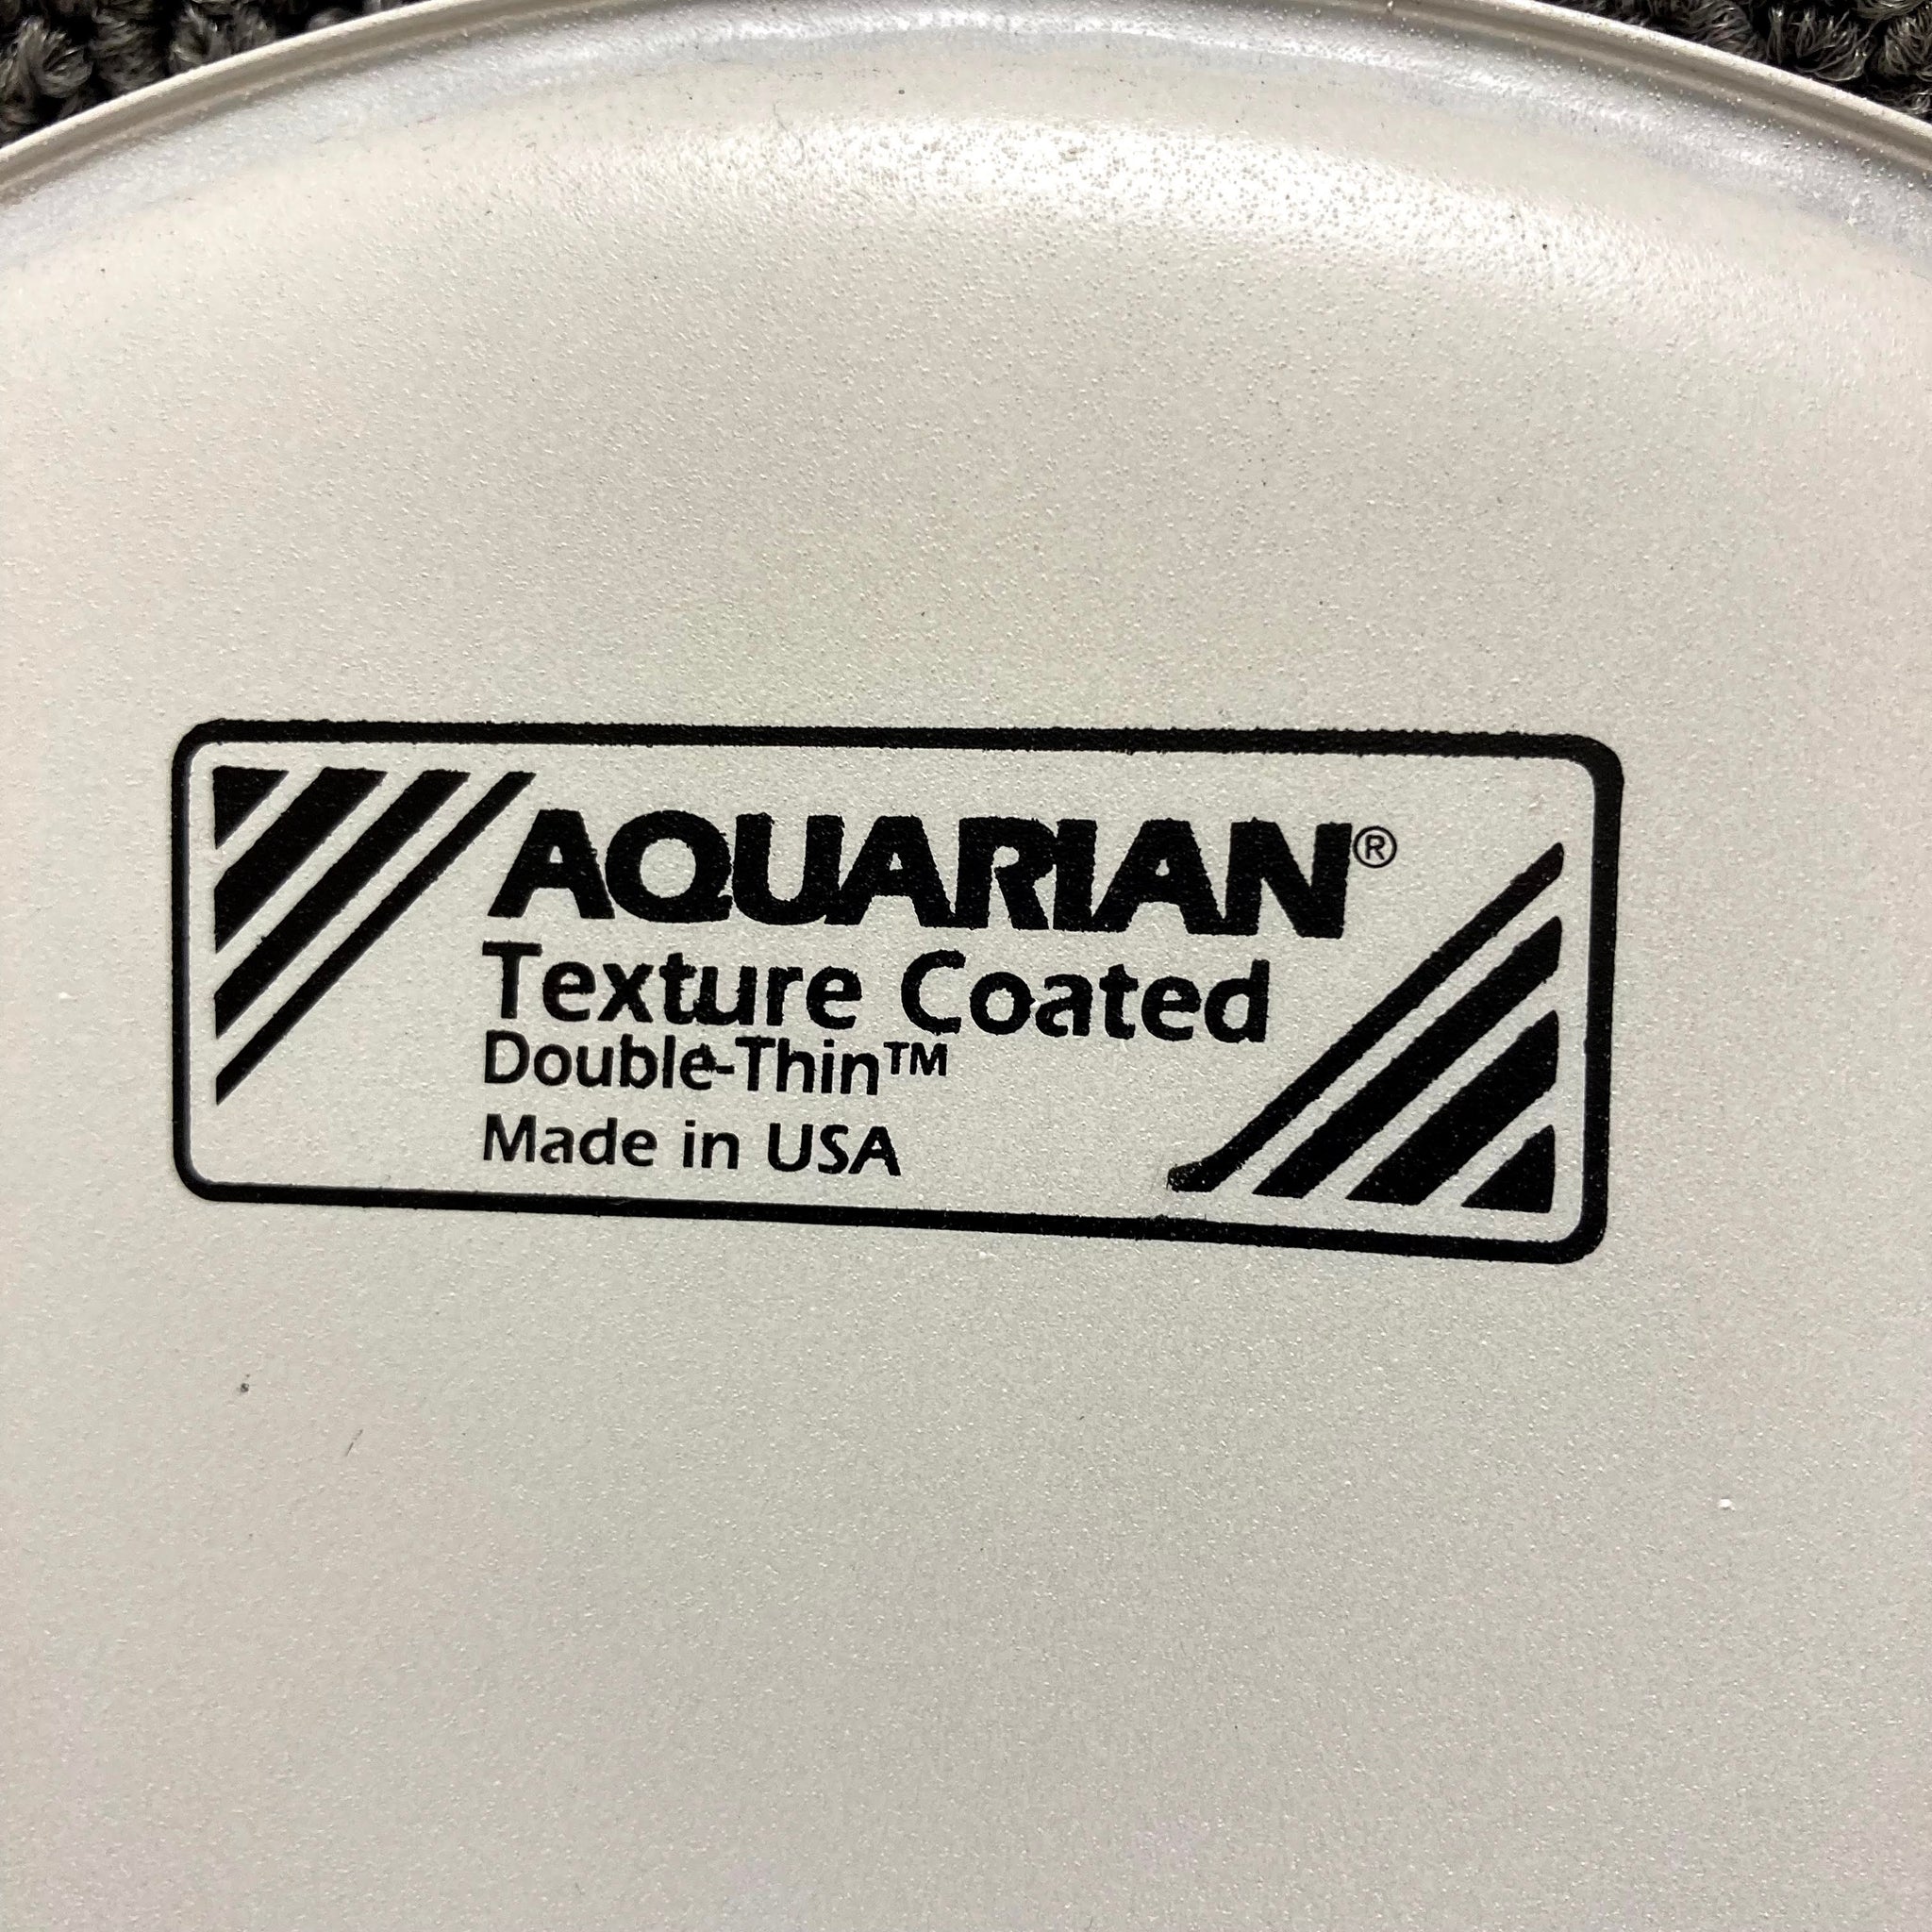 AQUARIAN®
Texture Coated
Double-Thin™
Made in USA